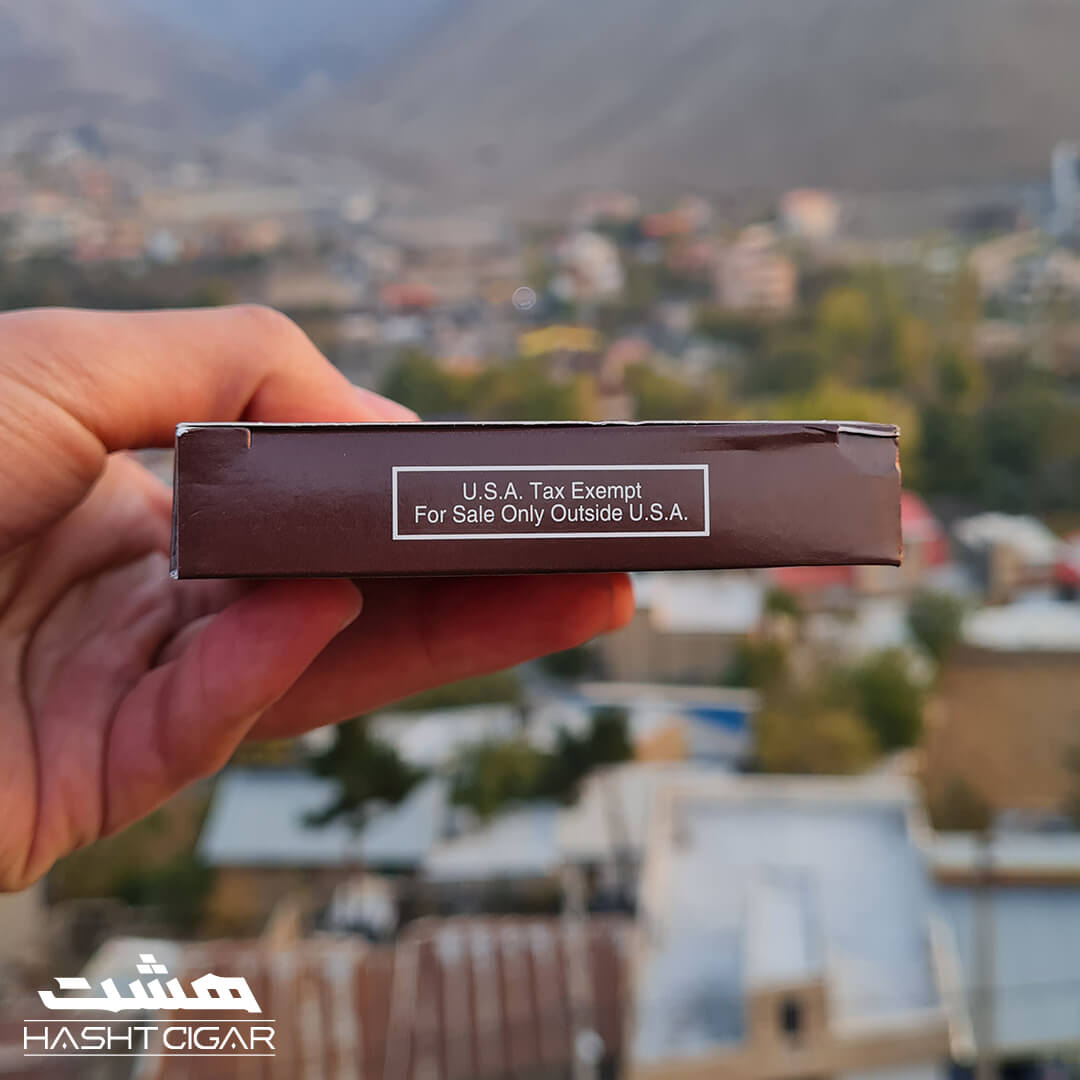 U.S.A. Tax Exempt
For Sale Only Outside U.S.A.
هشت
HASHT CIGAR